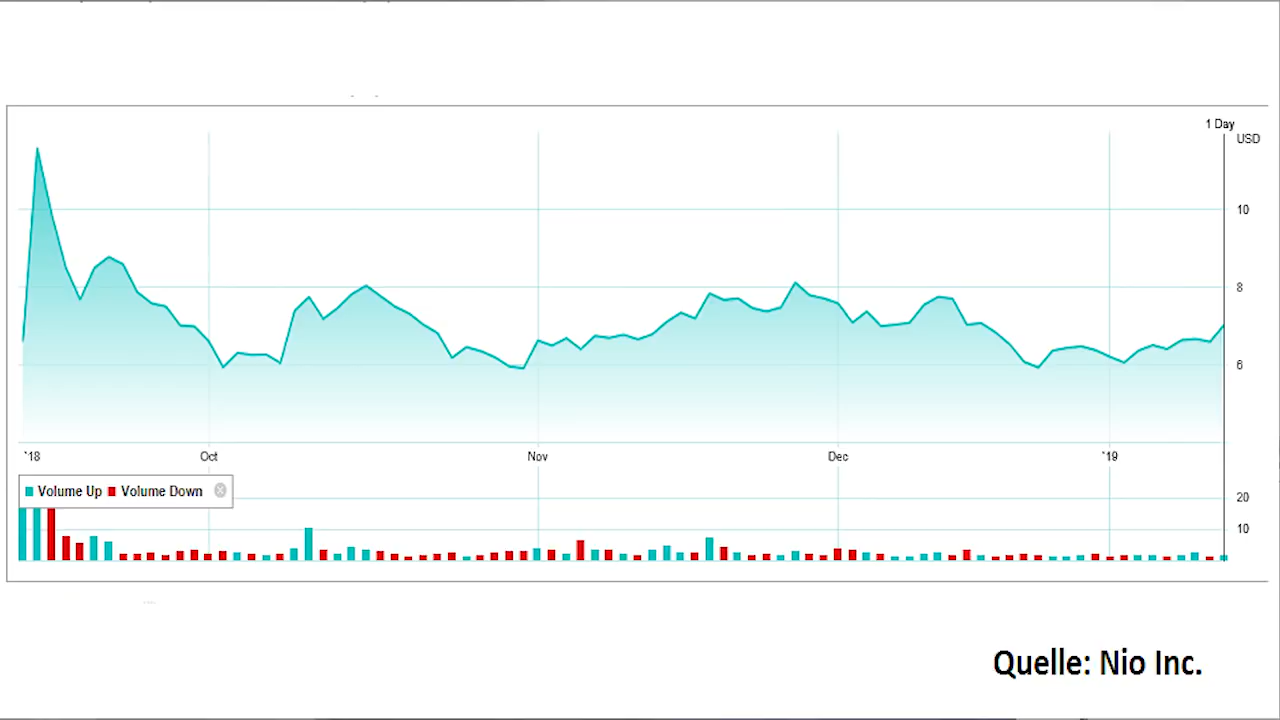 1 Day
USD
10
8
6
`18 Oct Nov Dec `19
Volume Up Volume Down
20
10
Quelle: Nio Inc.